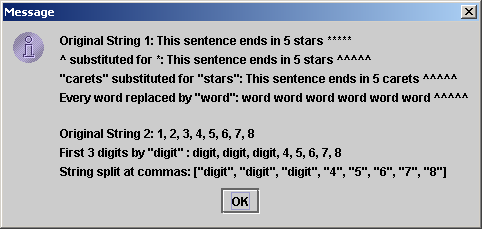 Message
Original String 1: This sentence ends in 5 stars *****
^ substituted for *: This sentence ends in 5 stars ^^^^^
"carets" substituted for "stars": This sentence ends in 5 carets ^^^^^
Every word replaced by "word": word word word word word word ^^^^^
Original String 2: 1, 2, 3, 4, 5, 6, 7, 8
First 3 digits by "digit" : digit, digit, digit, 4, 5, 6, 7, 8
String split at commas: ["digit", "digit", "digit", "4", "5", "6", "7", "8"]
OK